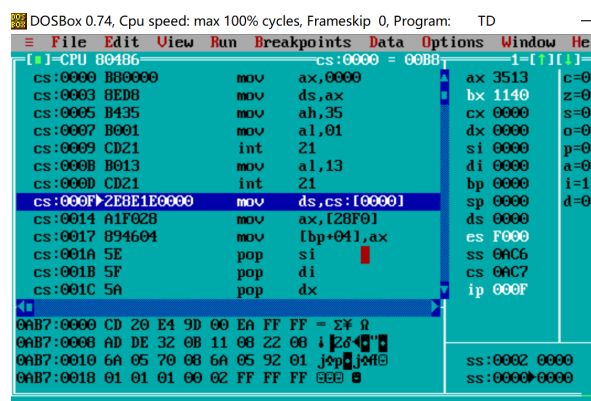 DOSBox 0.74, Cpu speed: max 100% cycles, Frameskip 0, Program: TD
≡ File Edit View Run Breakpoints Data Options Window He
=[■]=CPU 80486 cs:0000 = 00B8 1=[↑][↓]=
cs:0000 B80000 mov ax,0000 ax 3513 c=0
cs:0003 8ED8 mov ds,ax bx 1140 z=0
cs:0005 B435 mov ah,35 cx 0000 s=0
cs:0007 B001 mov al,01 dx 0000 o=0
cs:0009 CD21 int 21 si 0000 p=0
cs:000B B013 mov al,13 di 0000 a=0
cs:000D CD21 int 21 bp 0000 i=1
cs:000F►2E8E1E0000 mov ds,cs:[0000] sp 0000 d=0
cs:0014 A1F028 mov ax,[28F0] ds 0000
cs:0017 894604 mov [bp+04],ax es F000
cs:001A 5E pop si ss 0AC6
cs:001B 5F pop di cs 0AC7
cs:001C 5A pop dx ip 000F
0AB7:0000 CD 20 E4 9D 00 EA FF FF = Σ¥ Ω
0AB7:0008 AD DE 32 0B 11 08 22 08
0AB7:0010 6A 05 70 08 6A 05 92 01 ss:0002 0000
0AB7:0018 01 01 01 00 02 FF FF FF ss:0000►0000